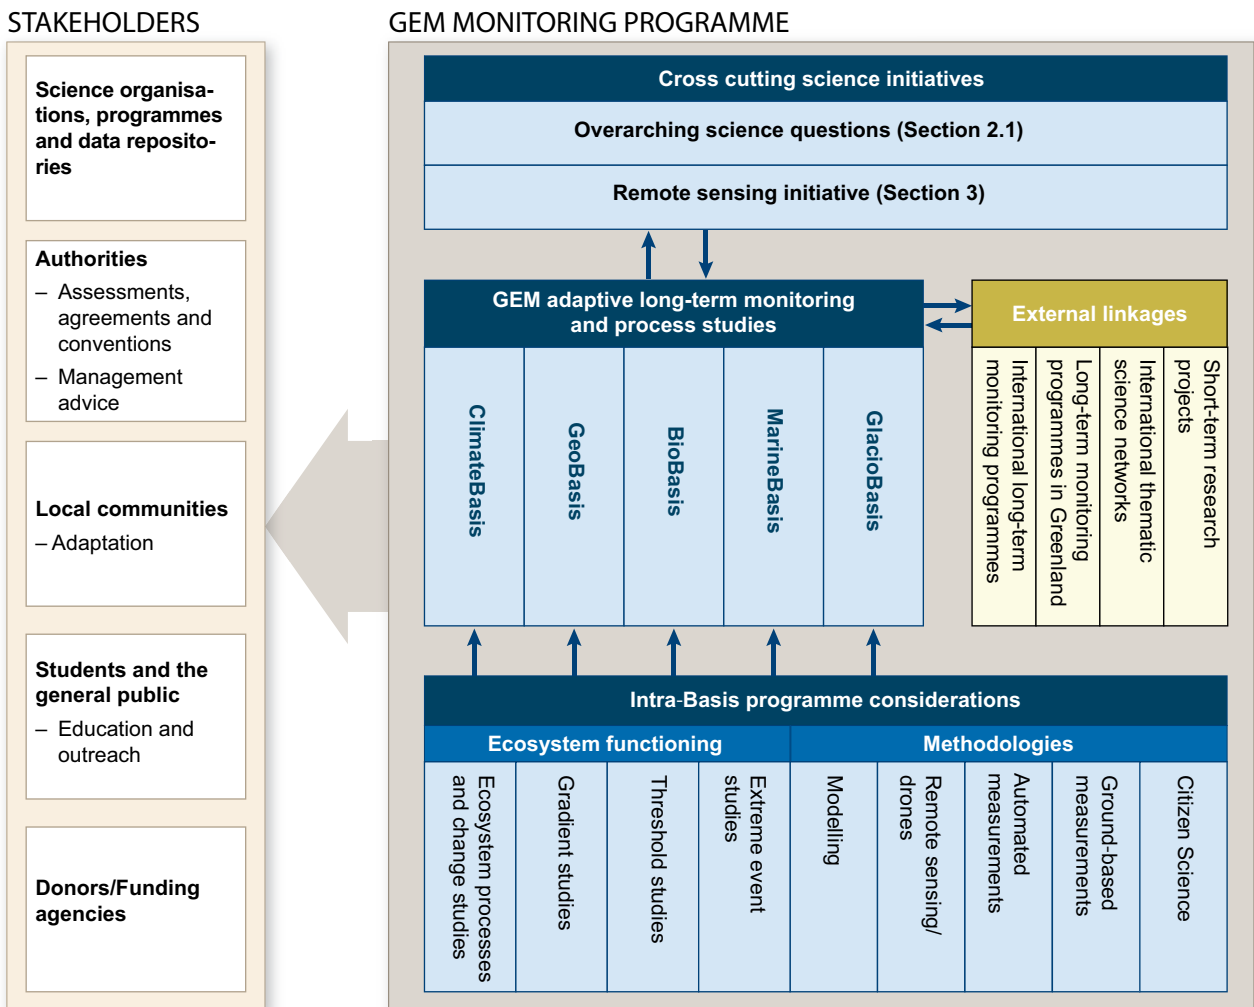 STAKEHOLDERS
Science organisa-
tions, programmes
and data reposito-
ries
Authorities
– Assessments,
agreements and
conventions
– Management
advice
Local communities
– Adaptation
Students and the
general public
– Education and
outreach
Donors/Funding
agencies
GEM MONITORING PROGRAMME
Cross cutting science initiatives
Overarching science questions (Section 2.1)
Remote sensing initiative (Section 3)
GEM adaptive long-term monitoring
and process studies
ClimateBasis
GeoBasis
BioBasis
MarineBasis
GlacioBasis
External linkages
International long-term
monitoring programmes
Long-term monitoring
programmes in Greenland
International thematic
science networks
Short-term research
projects
Intra-Basis programme considerations
Ecosystem functioning
Methodologies
Ecosystem processes
and change studies
Gradient studies
Threshold studies
Extreme event
studies
Modelling
Remote sensing/
drones
Automated
measurements
Ground-based
measurements
Citizen Science